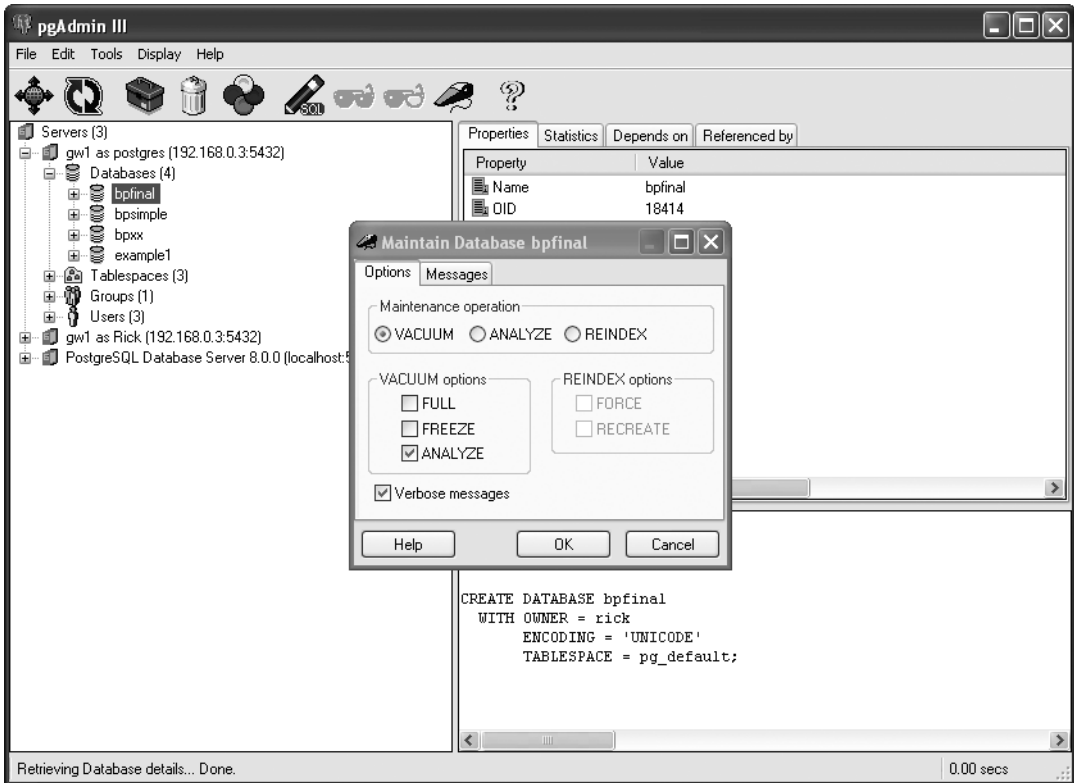 pgAdmin III
File Edit Tools Display Help
SQL
Servers (3)
gw1 as postgres (192.168.0.3:5432)
Databases (4)
bpfinal
bpsimple
bpxx
example1
Tablespaces (3)
Groups (1)
Users (3)
gw1 as Rick (192.168.0.3:5432)
PostgreSQL Database Server 8.0.0 (localhost:5
Properties Statistics Depends on Referenced by
Property Value
Name bpfinal
OID 18414
Maintain Database bpfinal
Options Messages
Maintenance operation
VACUUM ANALYZE REINDEX
VACUUM options
FULL
FREEZE
ANALYZE
REINDEX options
FORCE
RECREATE
Verbose messages
Help OK Cancel
CREATE DATABASE bpfinal
WITH OWNER = rick
ENCODING = 'UNICODE'
TABLESPACE = pg_default;
Retrieving Database details... Done. 0.00 secs